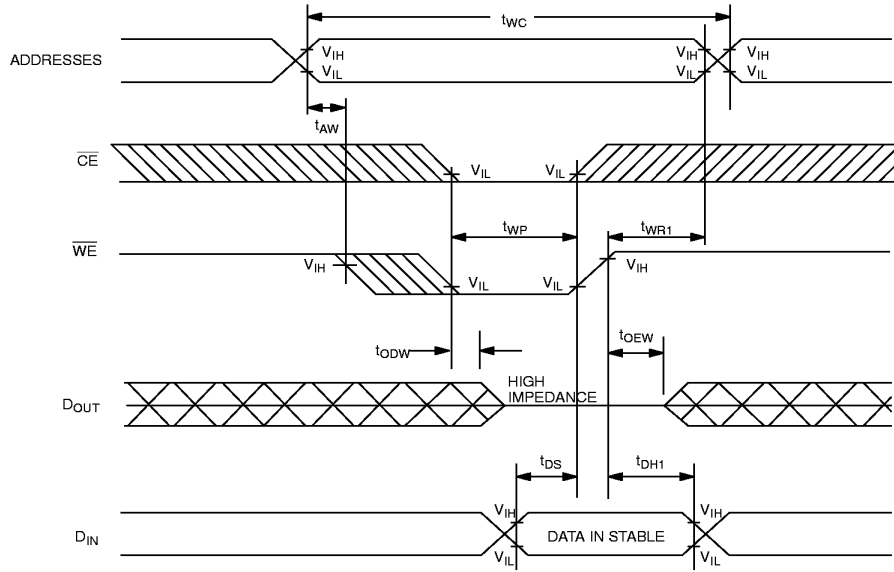 tWC
ADDRESSES
VIH VIH VIH
VIL VIL VIL
tAW
CE
VIL VIL
tWP tWR1
WE
VIH VIH
VIL VIL
tODW tOEW
HIGH
IMPEDANCE
DOUT
tDS tDH1
VIH VIH
DIN DATA IN STABLE
VIL VIL